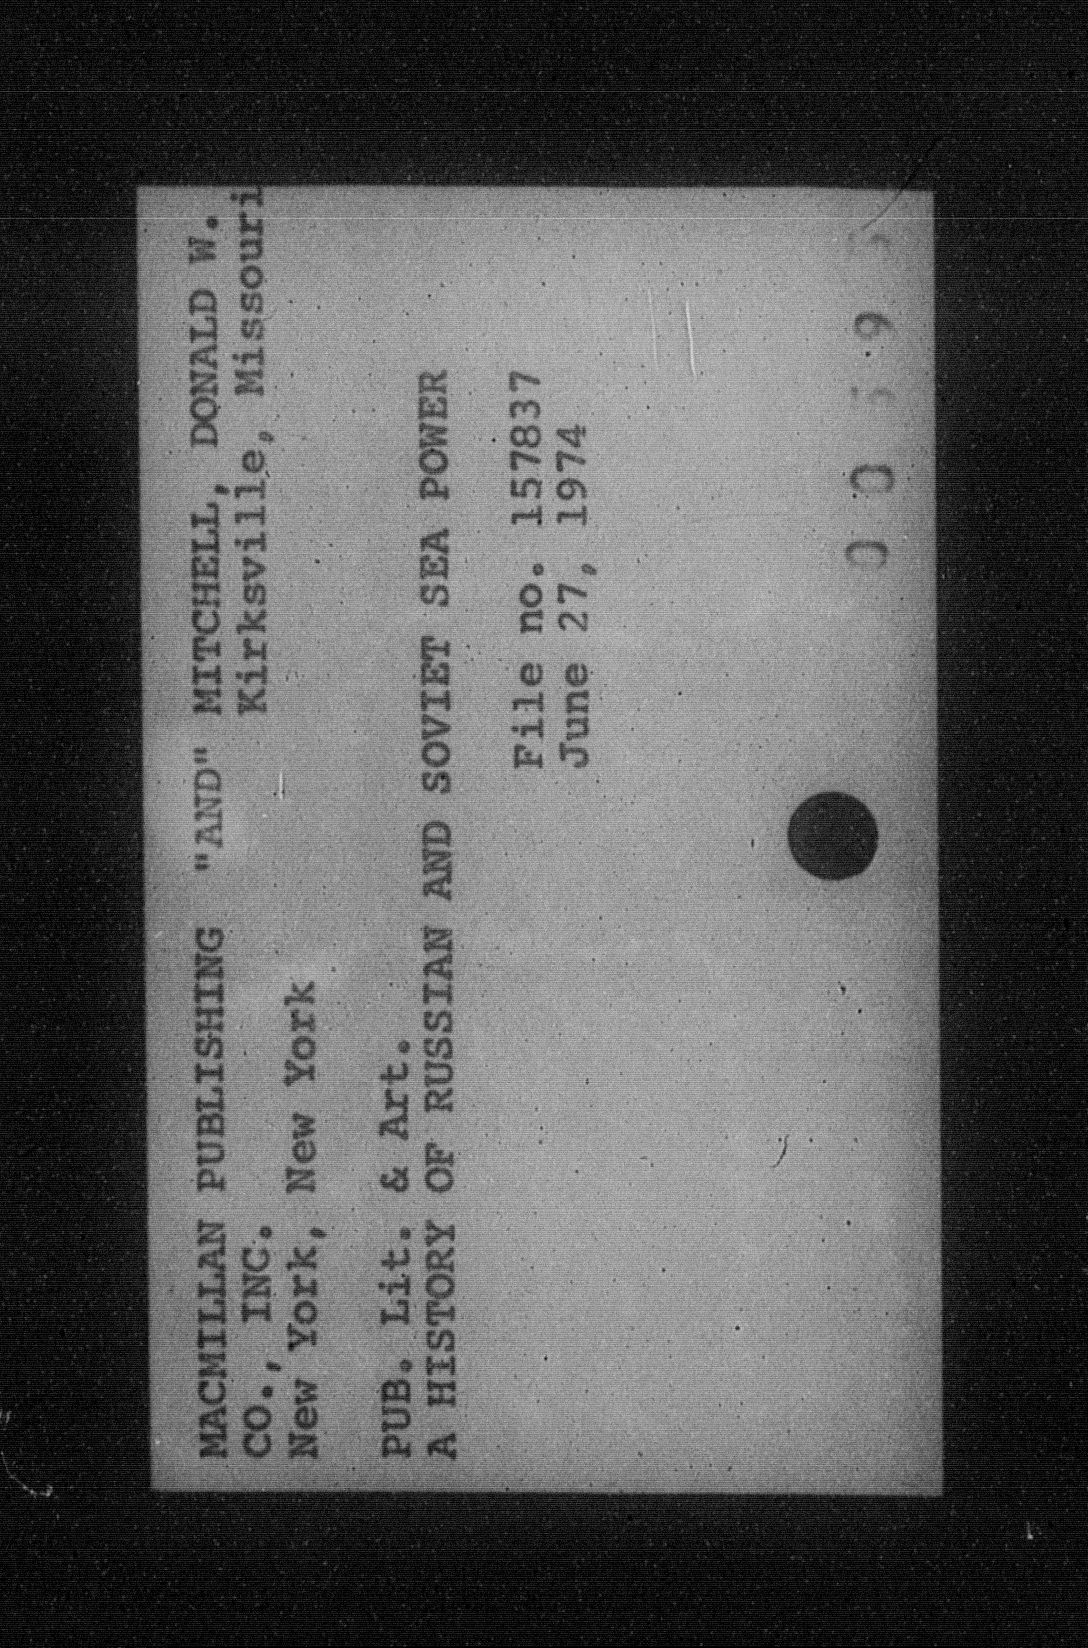 MACMILLAN PUBLISHING "AND" MITCHELL, DONALD W.
CO., INC. Kirksville, Missouri
New York, New York
PUB. Lit. & Art.
A HISTORY OF RUSSIAN AND SOVIET SEA POWER
File no. 157837
June 27, 1974